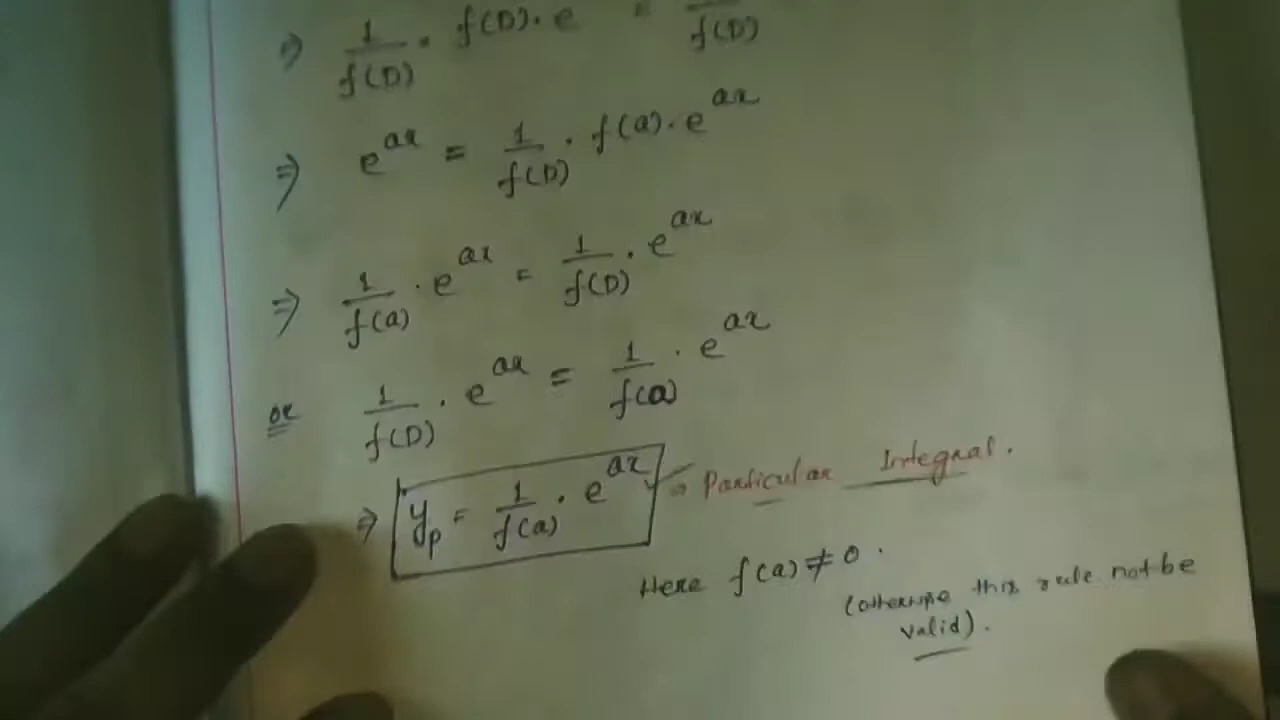 ⇒ 1/f(D) · f(D) · e = /f(D)
⇒ e^ax = 1/f(D) · f(a) · e^ax
⇒ 1/f(a) · e^ax = 1/f(D) · e^ax
or 1/f(D) · e^ax = 1/f(a) · e^ax
⇒ y_p = 1/f(a) · e^ax ⇒ Particular Integral.
Here f(a) ≠ 0 .
(otherwise this rule not be
valid).